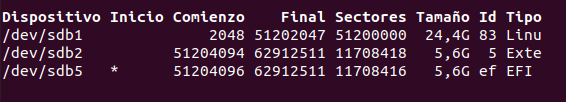 Dispositivo Inicio Comienzo Final Sectores Tamaño Id Tipo
/dev/sdb1 2048 51202047 51200000 24,4G 83 Linu
/dev/sdb2 51204094 62912511 11708418 5,6G 5 Exte
/dev/sdb5 * 51204096 62912511 11708416 5,6G ef EFI